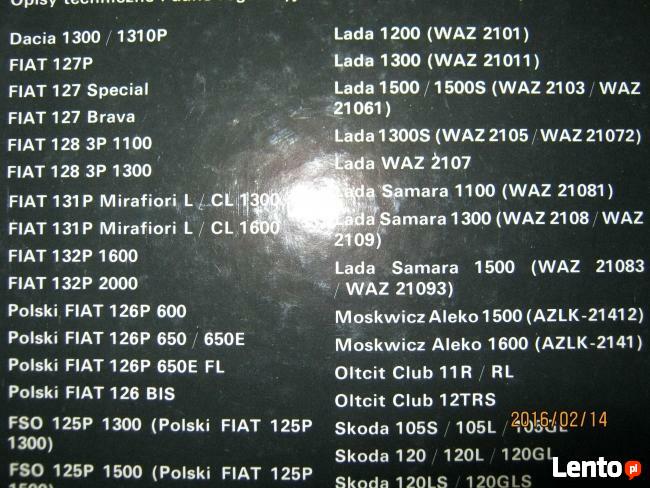 Opisy techniczne i dane
Dacia 1300 / 1310P
FIAT 127P
FIAT 127 Special
FIAT 127 Brava
FIAT 128 3P 1100
FIAT 128 3P 1300
FIAT 131P Mirafiori L / CL 1300
FIAT 131P Mirafiori L / CL 1600
FIAT 132P 1600
FIAT 132P 2000
Polski FIAT 126P 600
Polski FIAT 126P 650 / 650E
Polski FIAT 126P 650E FL
Polski FIAT 126 BIS
FSO 125P 1300 (Polski FIAT 125P
1300)
FSO 125P 1500 (Polski FIAT 125P
1500)
Lada 1200 (WAZ 2101)
Lada 1300 (WAZ 21011)
Lada 1500 / 1500S (WAZ 2103 / WAZ
21061)
Lada 1300S (WAZ 2105 / WAZ 21072)
Lada WAZ 2107
Lada Samara 1100 (WAZ 21081)
Lada Samara 1300 (WAZ 2108 / WAZ
2109)
Lada Samara 1500 (WAZ 21083
/ WAZ 21093)
Moskwicz Aleko 1500 (AZLK-21412)
Moskwicz Aleko 1600 (AZLK-2141)
Oltcit Club 11R / RL
Oltcit Club 12TRS
Skoda 105S / 105L / 105GL
Skoda 120 / 120L / 120GL
Skoda 120LS / 120GLS
2016/02/14
Lento.pl